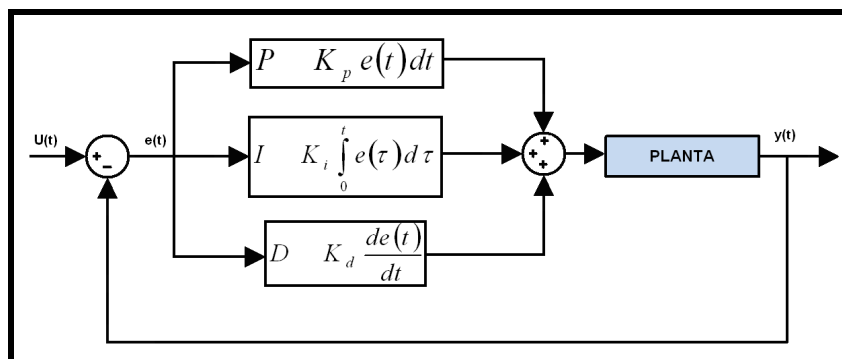 P K_p e(t)dt
U(t)
e(t)
+
−
I K_i ∫_0^t e(τ)dτ
+
+
+
PLANTA
y(t)
D K_d de(t)/dt